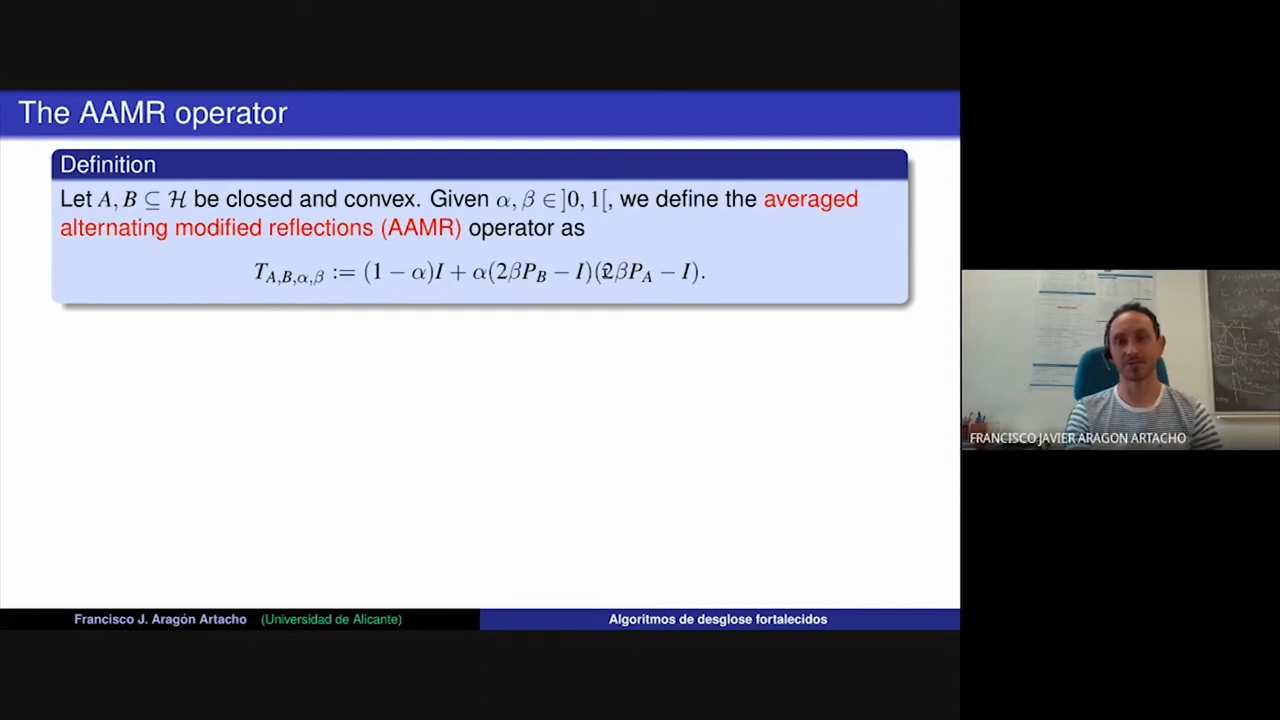 The AAMR operator
Definition
Let A, B ⊆ ℋ be closed and convex. Given α, β ∈ ]0, 1[, we define the averaged
alternating modified reflections (AAMR) operator as
T_{A,B,α,β} := (1 − α)I + α(2βP_B − I)(2βP_A − I).
FRANCISCO JAVIER ARAGON ARTACHO
Francisco J. Aragón Artacho (Universidad de Alicante)
Algoritmos de desglose fortalecidos